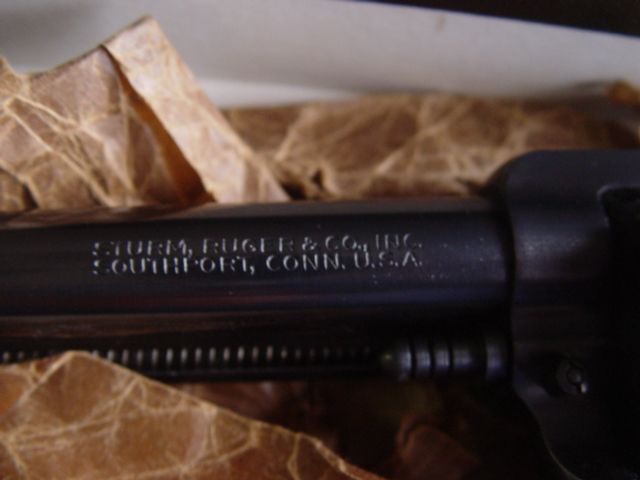 STURM, RUGER & CO., INC.
SOUTHPORT, CONN. U.S.A.